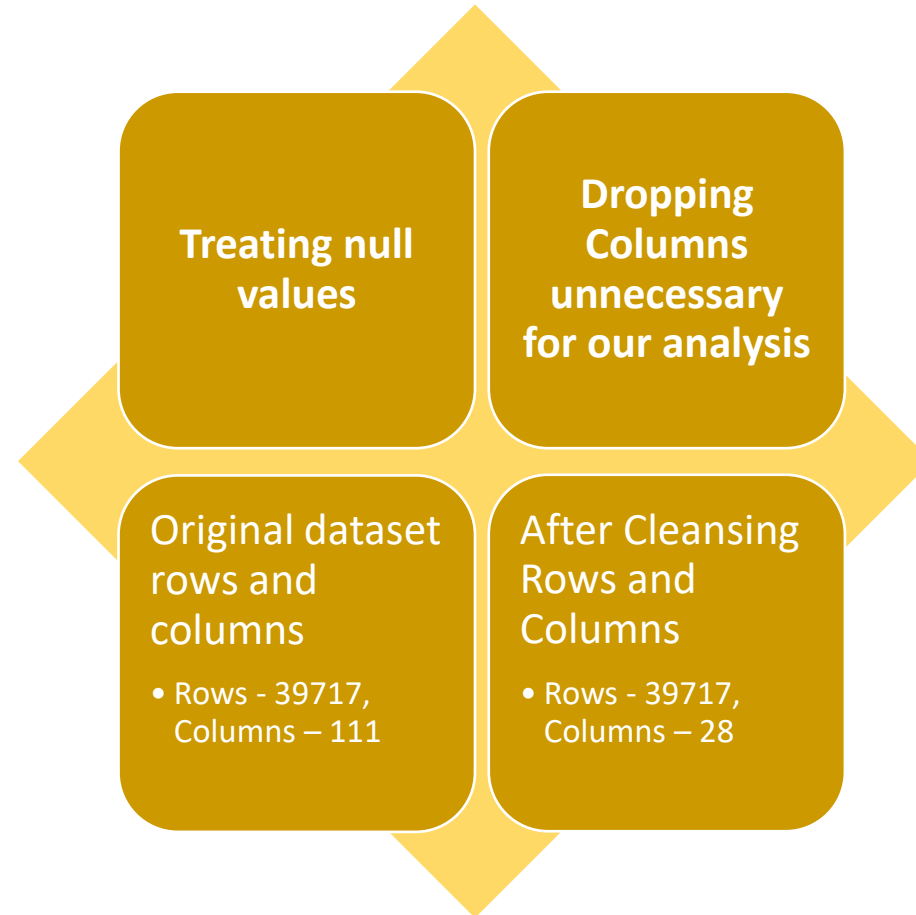 Treating null
values
Dropping
Columns
unnecessary
for our analysis
Original dataset
rows and
columns
• Rows - 39717,
Columns – 111
After Cleansing
Rows and
Columns
• Rows - 39717,
Columns – 28